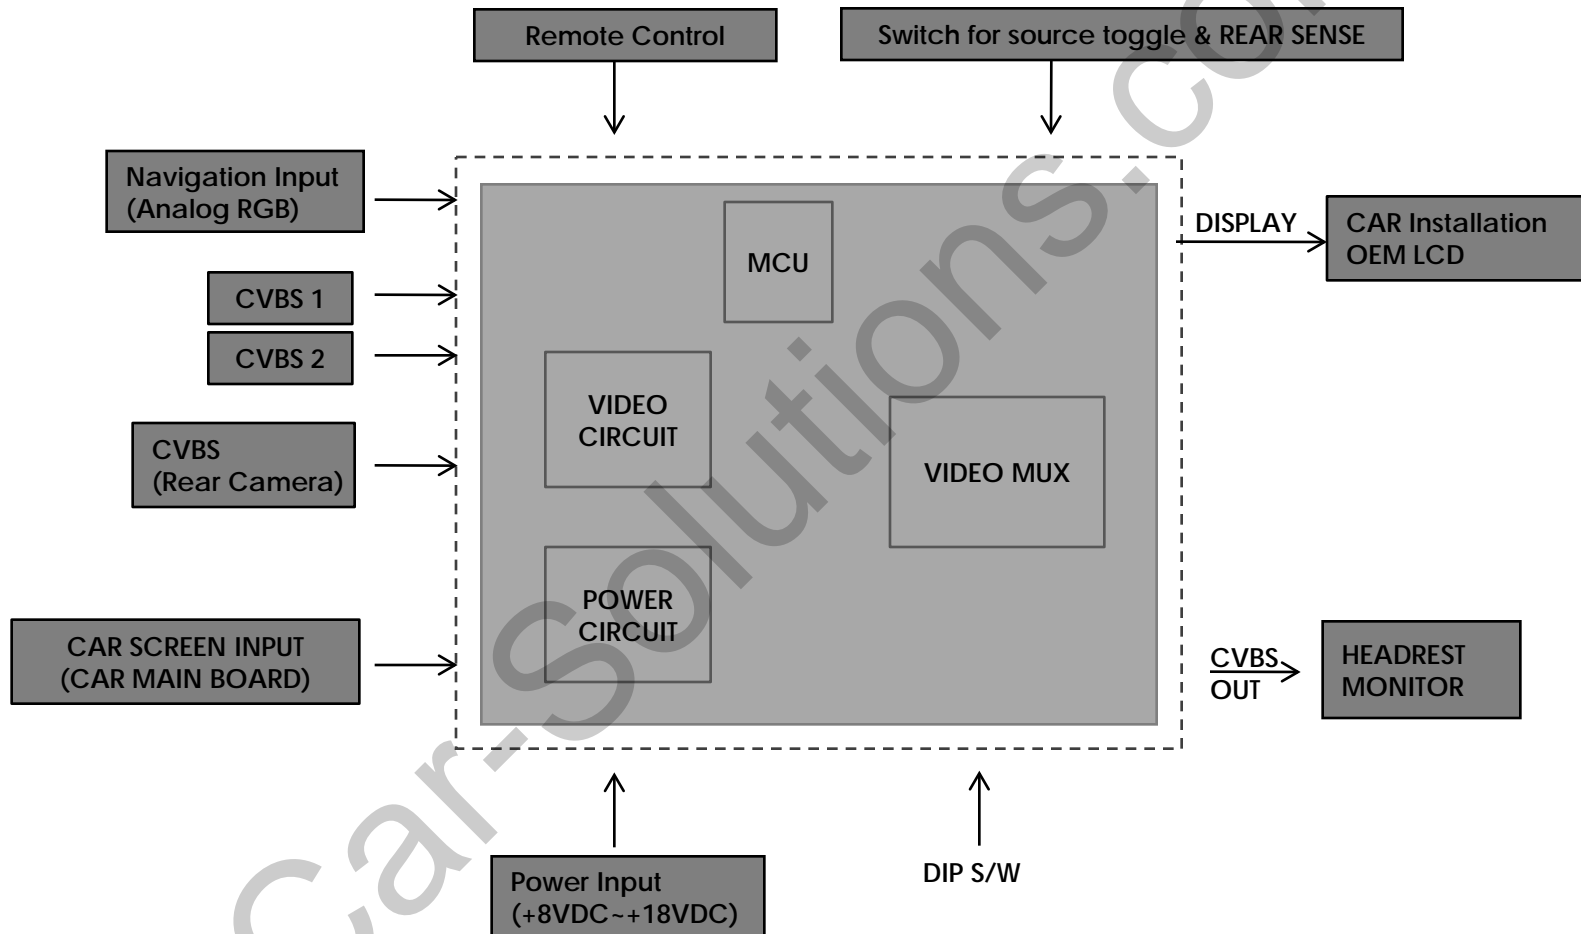 Remote Control
Switch for source toggle & REAR SENSE
Navigation Input
(Analog RGB)
CVBS 1
CVBS 2
CVBS
(Rear Camera)
CAR SCREEN INPUT
(CAR MAIN BOARD)
MCU
VIDEO
CIRCUIT
VIDEO MUX
POWER
CIRCUIT
DISPLAY
CAR Installation
OEM LCD
CVBS
OUT
HEADREST
MONITOR
Power Input
(+8VDC~+18VDC)
DIP S/W
Car-Solutions.com